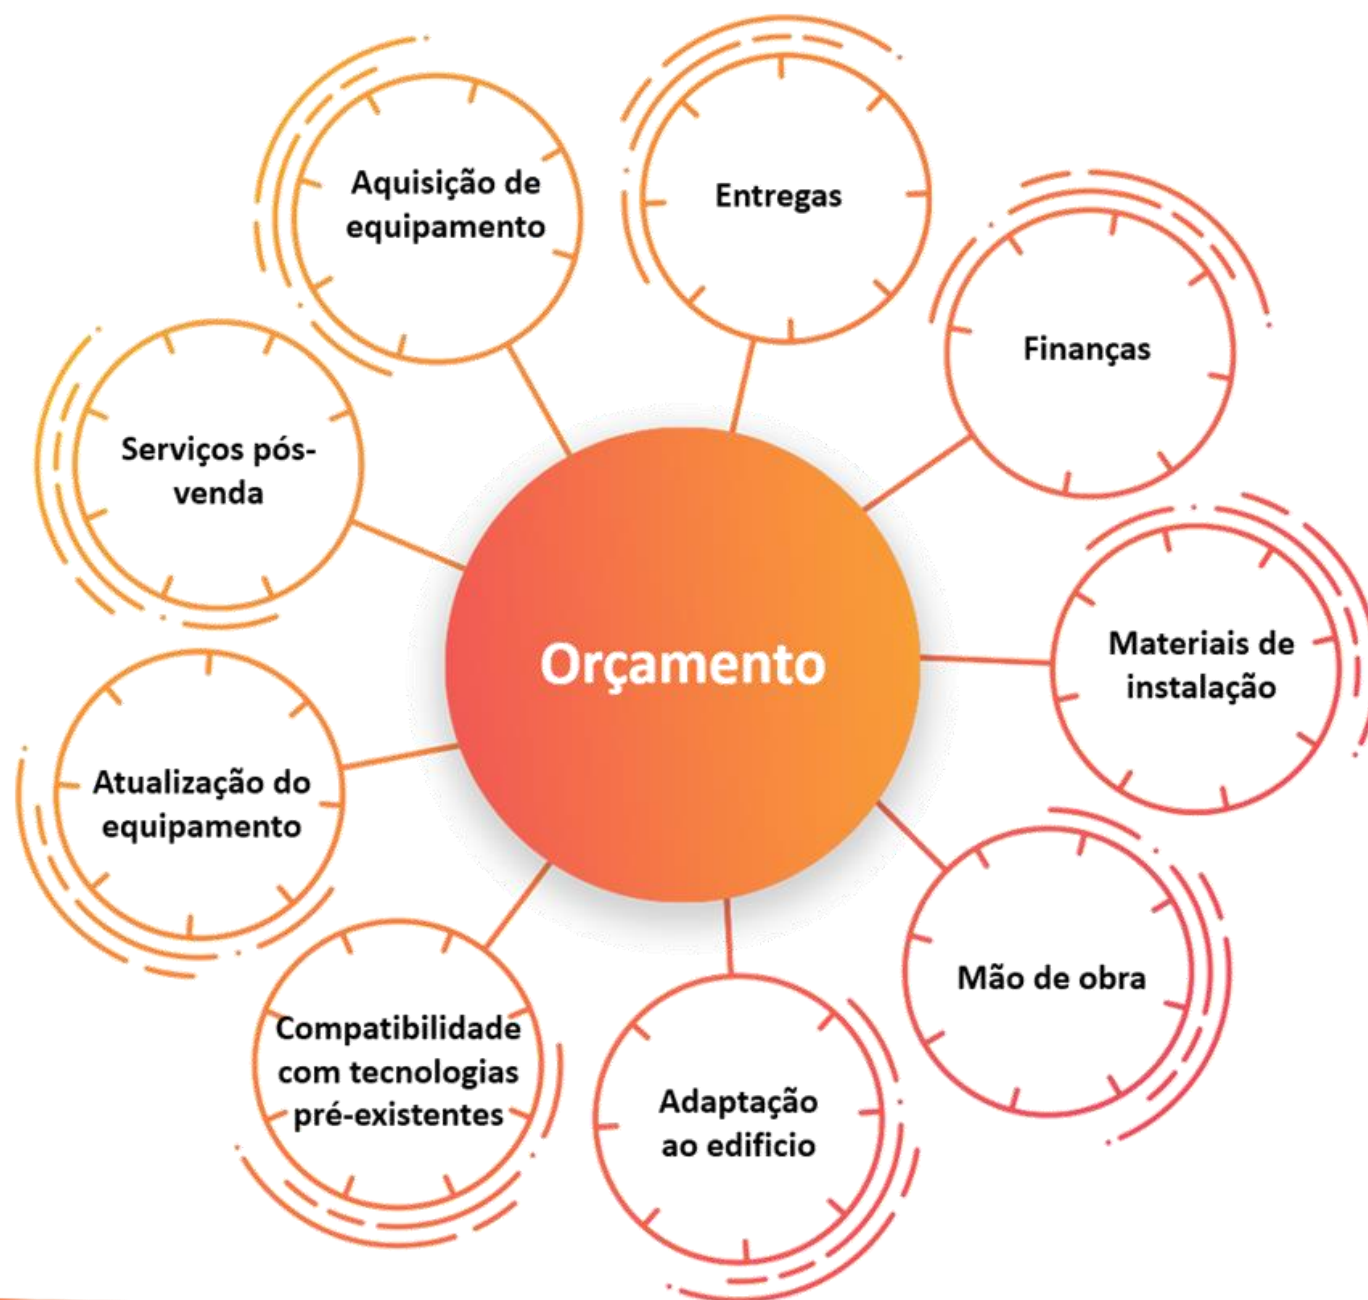 Aquisição de
equipamento
Entregas
Finanças
Serviços pós-
venda
Orçamento
Materiais de
instalação
Atualização do
equipamento
Mão de obra
Compatibilidade
com tecnologias
pré-existentes
Adaptação
ao edificio